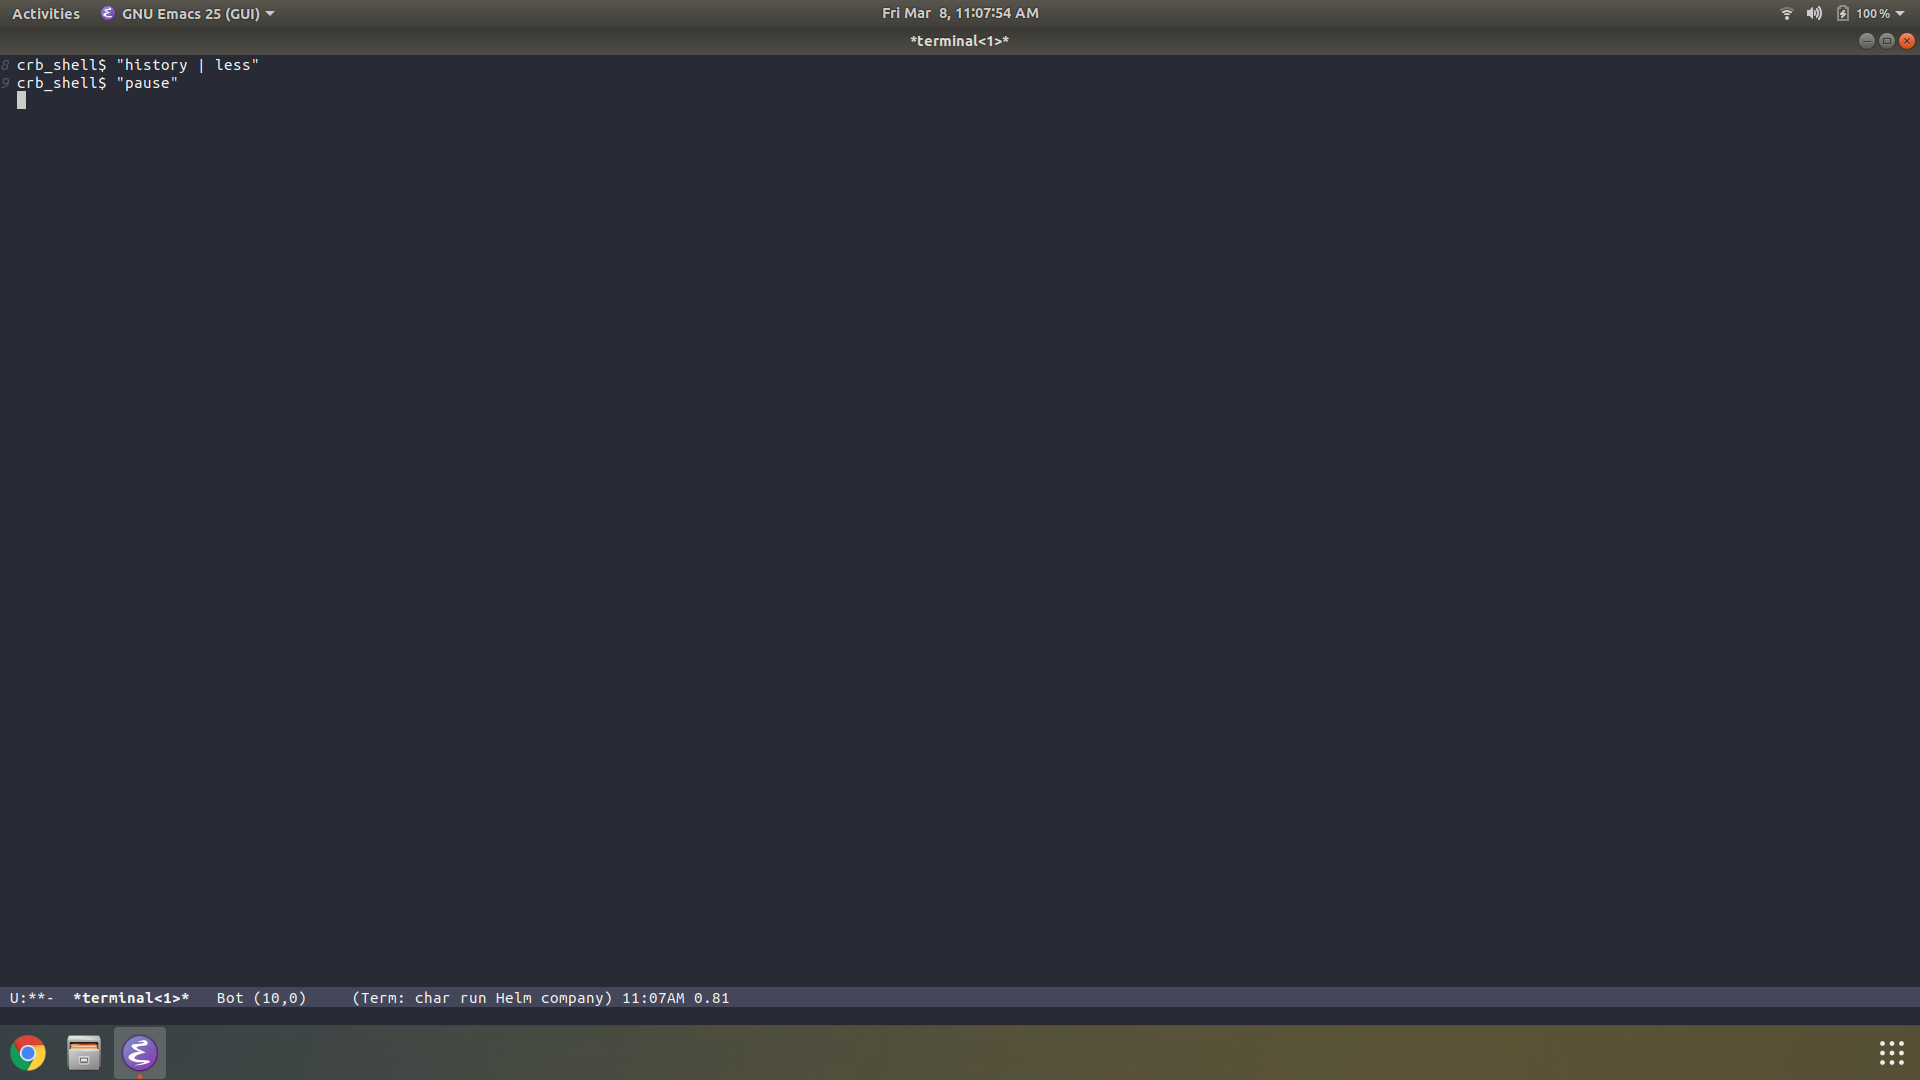 Activities GNU Emacs 25 (GUI) Fri Mar 8, 11:07:54 AM 100 %
*terminal<1>*
8 crb_shell$ "history | less"
9 crb_shell$ "pause"
U:**- *terminal<1>* Bot (10,0) (Term: char run Helm company) 11:07AM 0.81